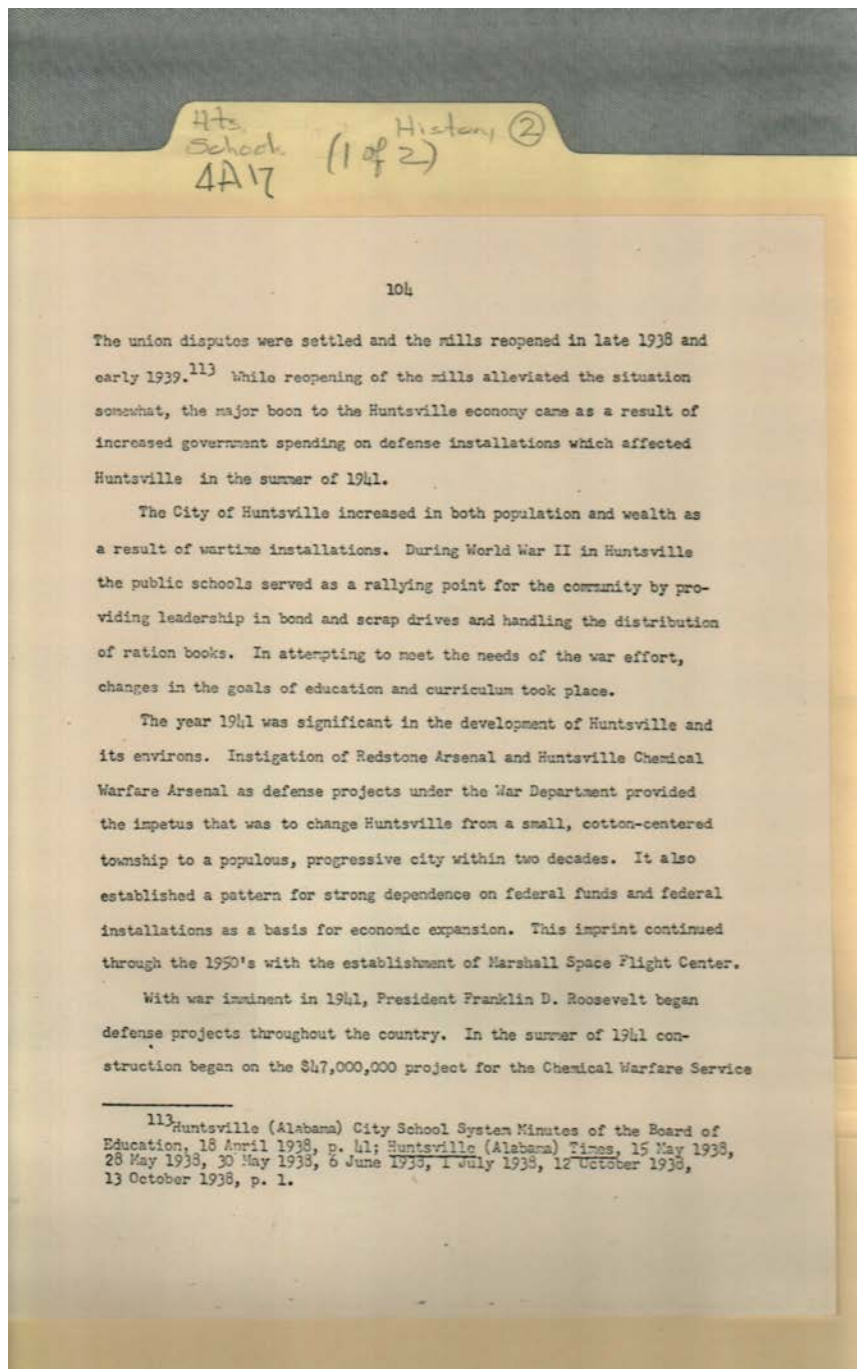 Hts. History ②
School (1 of 2)
4A17
104
The union disputes were settled and the mills reopened in late 1938 and
early 1939.113 While reopening of the mills alleviated the situation
somewhat, the major boon to the Huntsville economy came as a result of
increased government spending on defense installations which affected
Huntsville in the summer of 1941.
The City of Huntsville increased in both population and wealth as
a result of wartime installations. During World War II in Huntsville
the public schools served as a rallying point for the community by pro-
viding leadership in bond and scrap drives and handling the distribution
of ration books. In attempting to meet the needs of the war effort,
changes in the goals of education and curriculum took place.
The year 1941 was significant in the development of Huntsville and
its environs. Instigation of Redstone Arsenal and Huntsville Chemical
Warfare Arsenal as defense projects under the War Department provided
the impetus that was to change Huntsville from a small, cotton-centered
township to a populous, progressive city within two decades. It also
established a pattern for strong dependence on federal funds and federal
installations as a basis for economic expansion. This imprint continued
through the 1950's with the establishment of Marshall Space Flight Center.
With war imminent in 1941, President Franklin D. Roosevelt began
defense projects throughout the country. In the summer of 1941 con-
struction began on the $47,000,000 project for the Chemical Warfare Service
113Huntsville (Alabama) City School System Minutes of the Board of
Education, 18 April 1938, p. 41; Huntsville (Alabama) Times, 15 May 1938,
28 May 1938, 30 May 1938, 6 June 1938, 1 July 1938, 12 October 1938,
13 October 1938, p. 1.